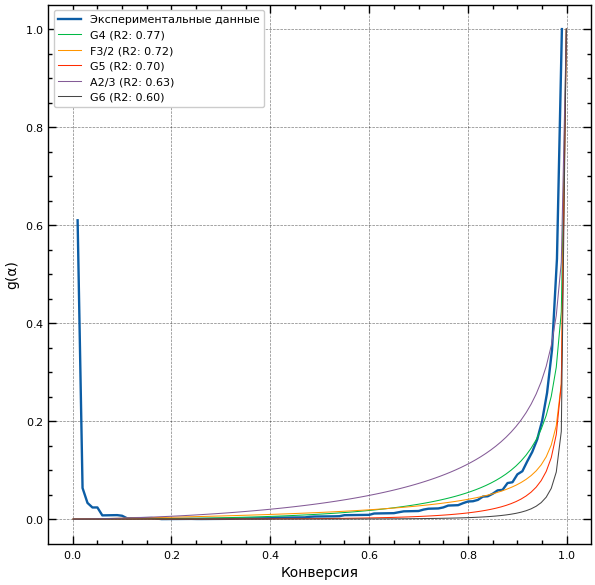 Экспериментальные данные
G4 (R2: 0.77)
F3/2 (R2: 0.72)
G5 (R2: 0.70)
A2/3 (R2: 0.63)
G6 (R2: 0.60)
1.0
0.8
0.6
0.4
0.2
0.0
g(α)
0.0 0.2 0.4 0.6 0.8 1.0
Конверсия